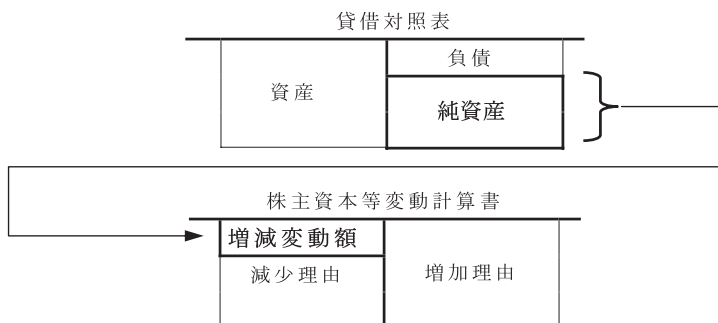 貸借対照表
負債
資産
純資産
株主資本等変動計算書
増減変動額
減少理由
増加理由